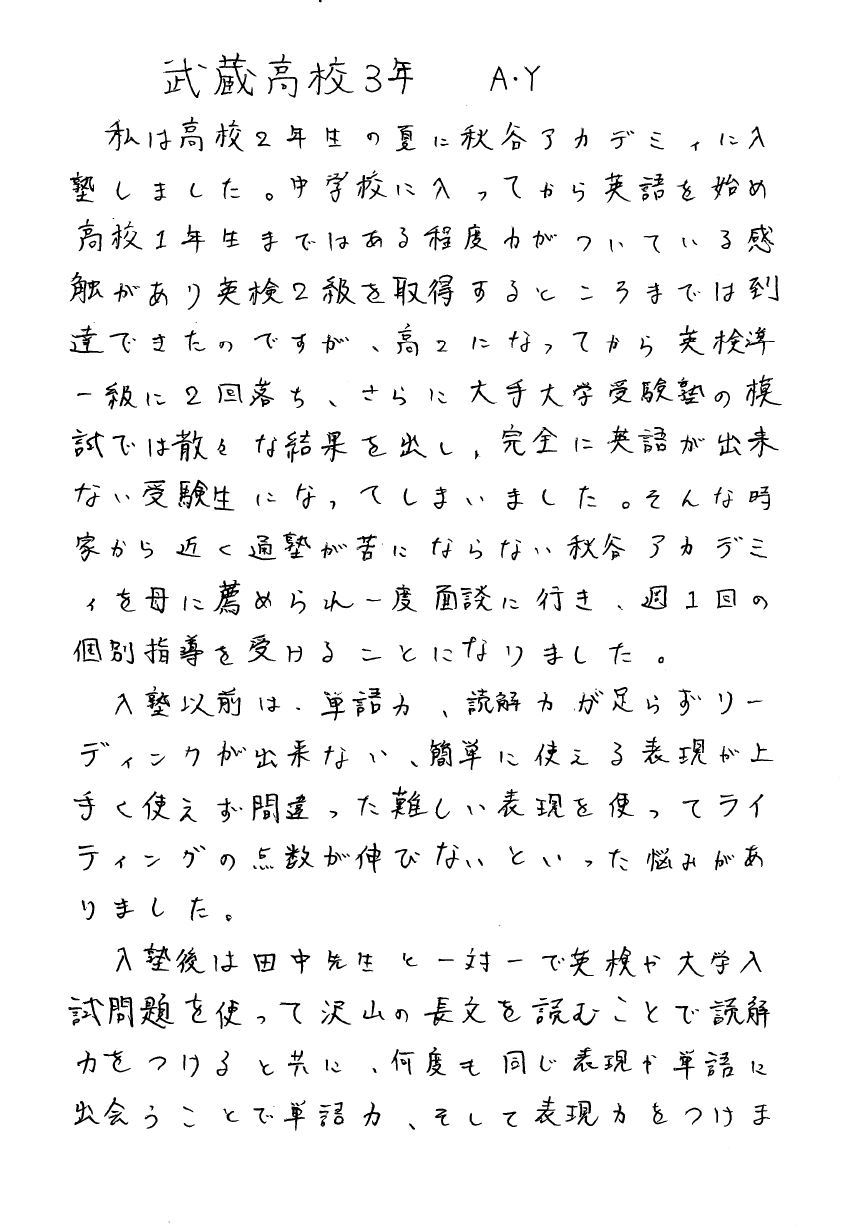 武蔵高校3年 A・Y
私は高校2年生の夏に秋谷アカデミィに入
塾しました。中学校に入ってから英語を始め
高校1年生まではある程度力がついている感
触があり英検2級を取得するところまでは到
達できたのですが、高2になってから英検準
一級に2回落ち、さらに大手大学受験塾の模
試では散々な結果を出し、完全に英語が出来
ない受験生になってしまいました。そんな時
家から近く通塾が苦にならない秋谷アカデミ
ィを母に薦められ一度面談に行き、週1回の
個別指導を受けることになりました。
入塾以前は、単語力、読解力が足らずリー
ディングが出来ない、簡単に使える表現が上
手く使えず間違った難しい表現を使ってライ
ティングの点数が伸びないといった悩みがあ
りました。
入塾後は田中先生と一対一で英検や大学入
試問題を使って沢山の長文を読むことで読解
力をつけると共に、何度も同じ表現や単語に
出会うことで単語力、そして表現力をつけま